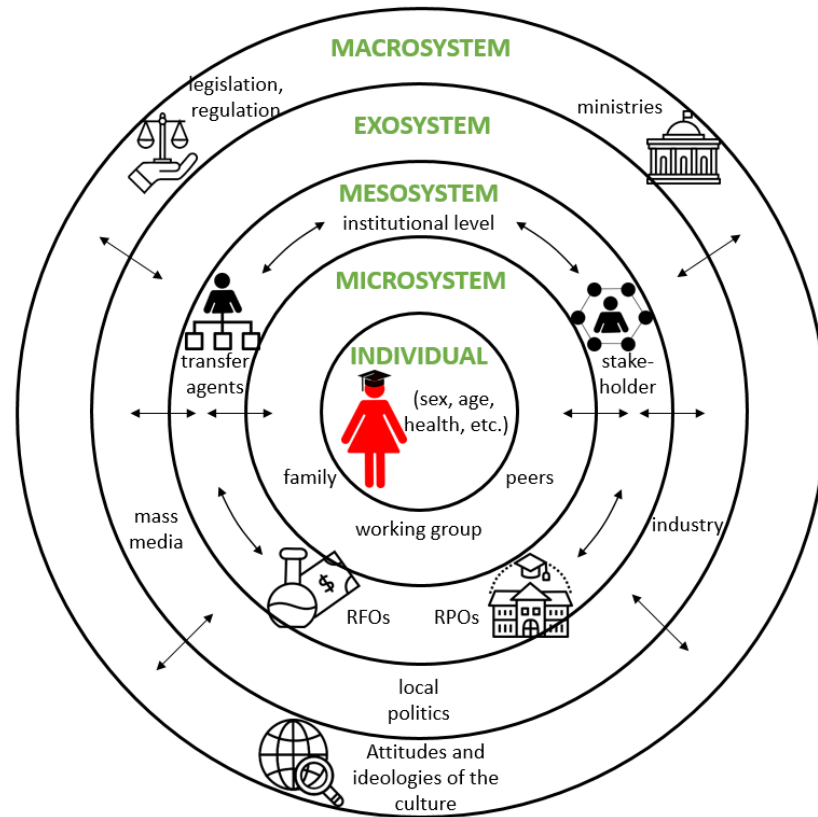 MACROSYSTEM
legislation,
regulation
ministries
EXOSYSTEM
MESOSYSTEM
institutional level
MICROSYSTEM
transfer
agents
stake-
holder
INDIVIDUAL
(sex, age,
health, etc.)
family
peers
working group
mass
media
industry
$
RFOs
RPOs
local
politics
Attitudes and
ideologies of the
culture